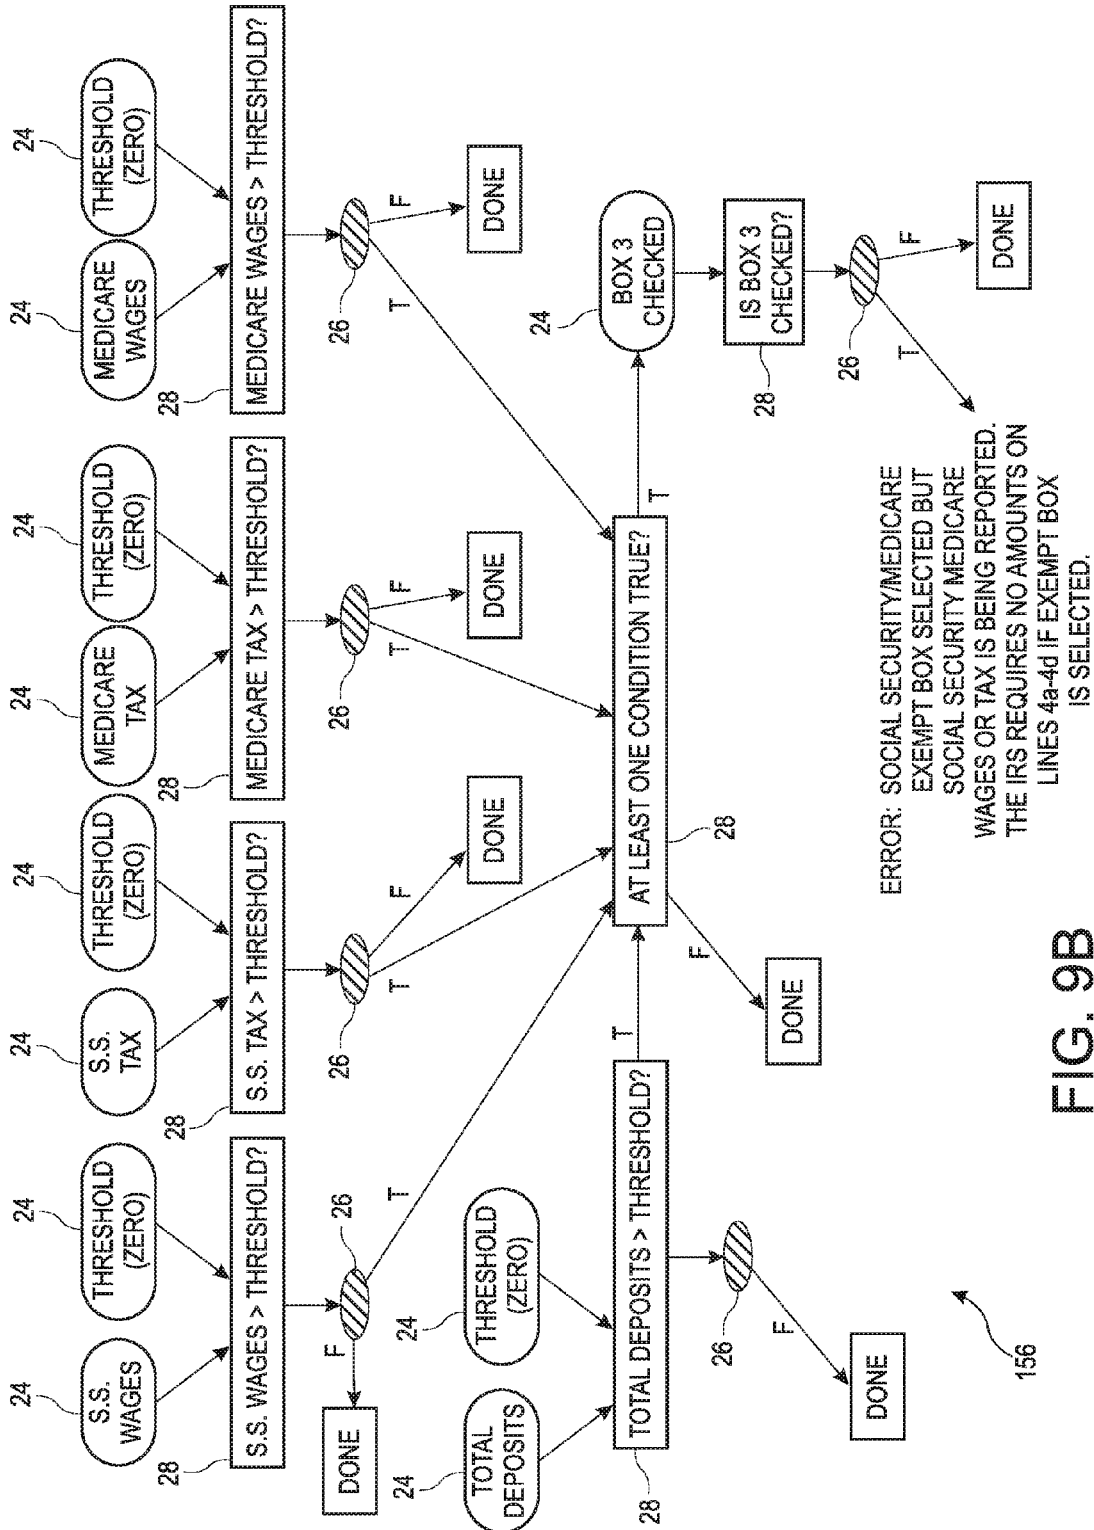 24
24
24
24
24
24
24
24
S.S.
WAGES
THRESHOLD
(ZERO)
S.S.
TAX
THRESHOLD
(ZERO)
MEDICARE
TAX
THRESHOLD
(ZERO)
MEDICARE
WAGES
THRESHOLD
(ZERO)
28
S.S. WAGES > THRESHOLD?
28
S.S. TAX > THRESHOLD?
28
MEDICARE TAX > THRESHOLD?
28
MEDICARE WAGES > THRESHOLD?
DONE
F
26
T
26
T
F
DONE
26
T
F
DONE
26
T
F
DONE
24
TOTAL
DEPOSITS
24
THRESHOLD
(ZERO)
28
TOTAL DEPOSITS > THRESHOLD?
T
AT LEAST ONE CONDITION TRUE?
28
T
24
BOX 3
CHECKED
26
F
DONE
F
DONE
28
IS BOX 3
CHECKED?
26
T
F
DONE
ERROR: SOCIAL SECURITY/MEDICARE
EXEMPT BOX SELECTED BUT
SOCIAL SECURITY MEDICARE
WAGES OR TAX IS BEING REPORTED.
THE IRS REQUIRES NO AMOUNTS ON
LINES 4a-4d IF EXEMPT BOX
IS SELECTED.
156
FIG. 9B